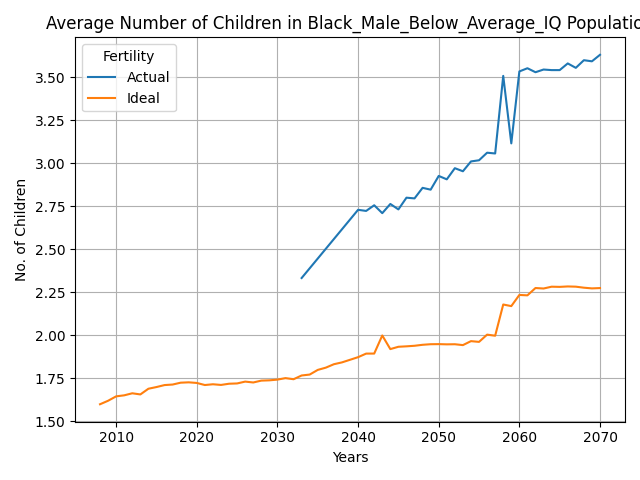 Average Number of Children in Black_Male_Below_Average_IQ Populatio
Fertility
Actual
Ideal
No. of Children
3.50
3.25
3.00
2.75
2.50
2.25
2.00
1.75
1.50
2010 2020 2030 2040 2050 2060 2070
Years